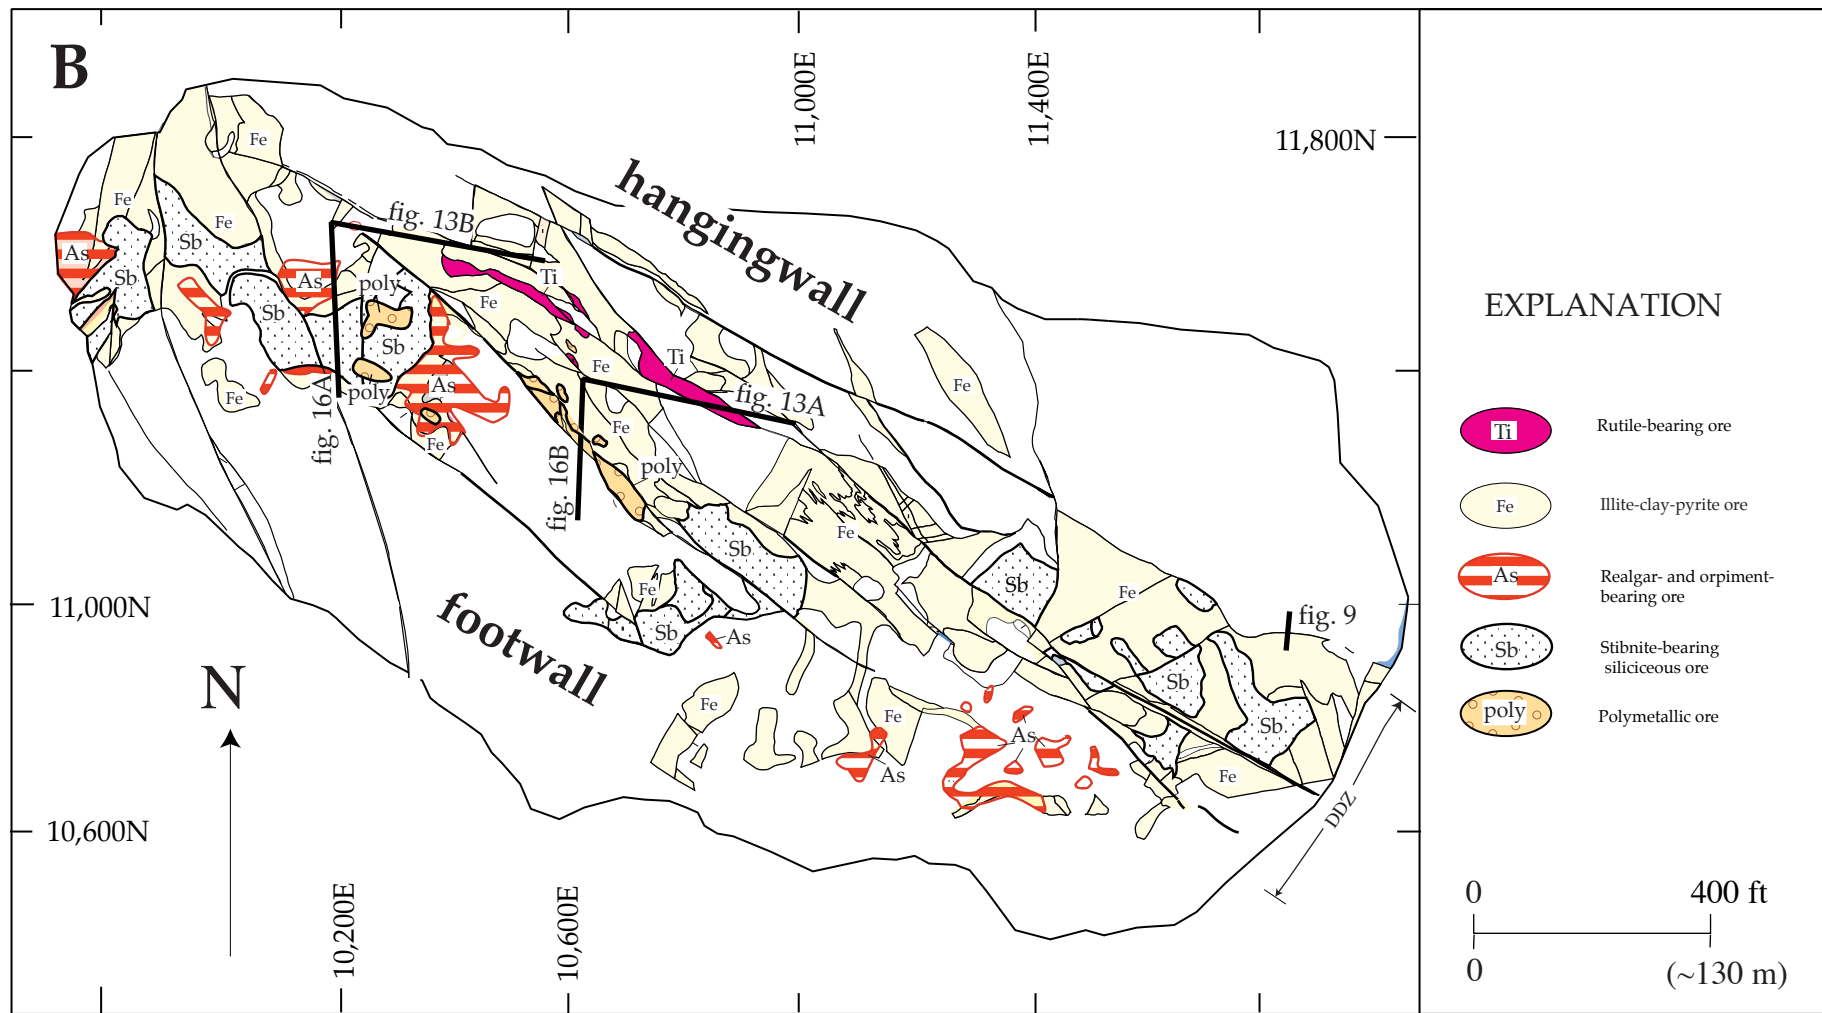 B
11,000E
11,400E
11,800N
hangingwall
Fe
fig. 13B
Fe
Fe
Sb
As
Sb
As
Ti
poly
Fe
Sb
Sb
Ti
Fe
As
poly
Fe
fig. 16A
fig. 13A
Fe
Fe
Fe
fig. 16B
poly
Fe
Sb
Sb
Fe
Fe
11,000N
footwall
Sb
As
fig. 9
N
Sb
Fe
Fe
Sb
As
As
Fe
DDZ
10,600N
10,200E
10,600E
EXPLANATION
Ti Rutile-bearing ore
Fe Illite-clay-pyrite ore
As Realgar- and orpiment-
bearing ore
Sb Stibnite-bearing
siliciceous ore
poly Polymetallic ore
0 400 ft
0 (~130 m)